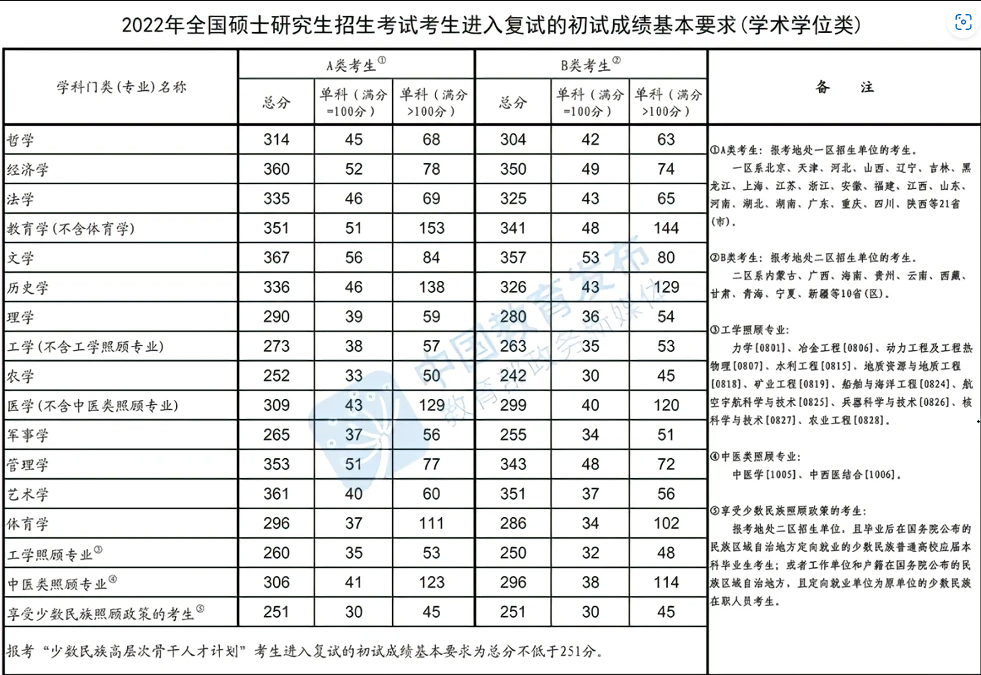 2022年全国硕士研究生招生考试考生进入复试的初试成绩基本要求(学术学位类)
学科门类(专业)名称 A类考生① B类考生② 备 注
总分 单科（满分=100分） 单科（满分>100分） 总分 单科（满分=100分） 单科（满分>100分）
哲学 314 45 68 304 42 63
经济学 360 52 78 350 49 74
法学 335 46 69 325 43 65
教育学(不含体育学) 351 51 153 341 48 144
文学 367 56 84 357 53 80
历史学 336 46 138 326 43 129
理学 290 39 59 280 36 54
工学(不含工学照顾专业) 273 38 57 263 35 53
农学 252 33 50 242 30 45
医学(不含中医类照顾专业) 309 43 129 299 40 120
军事学 265 37 56 255 34 51
管理学 353 51 77 343 48 72
艺术学 361 40 60 351 37 56
体育学 296 37 111 286 34 102
工学照顾专业③ 260 35 53 250 32 48
中医类照顾专业④ 306 41 123 296 38 114
享受少数民族照顾政策的考生⑤ 251 30 45 251 30 45
报考“少数民族高层次骨干人才计划”考生进入复试的初试成绩基本要求为总分不低于251分。
①A类考生：报考地处一区招生单位的考生。
一区系北京、天津、河北、山西、辽宁、吉林、黑
龙江、上海、江苏、浙江、安徽、福建、江西、山东、
河南、湖北、湖南、广东、重庆、四川、陕西等21省
(市)。
②B类考生：报考地处二区招生单位的考生。
二区系内蒙古、广西、海南、贵州、云南、西藏、
甘肃、青海、宁夏、新疆等10省(区)。
③工学照顾专业：
力学[0801]、冶金工程[0806]、动力工程及工程热
物理[0807]、水利工程[0815]、地质资源与地质工程
[0818]、矿业工程[0819]、船舶与海洋工程[0824]、航
空宇航科学与技术[0825]、兵器科学与技术[0826]、核
科学与技术[0827]、农业工程[0828]。
④中医类照顾专业：
中医学[1005]、中西医结合[1006]。
⑤享受少数民族照顾政策的考生：
报考地处二区招生单位，且毕业后在国务院公布的
民族区域自治地方定向就业的少数民族普通高校应届本
科毕业生考生；或者工作单位和户籍在国务院公布的民
族区域自治地方，且定向就业单位为原单位的少数民族
在职人员考生。
中国教育发布
教育部政务新媒体